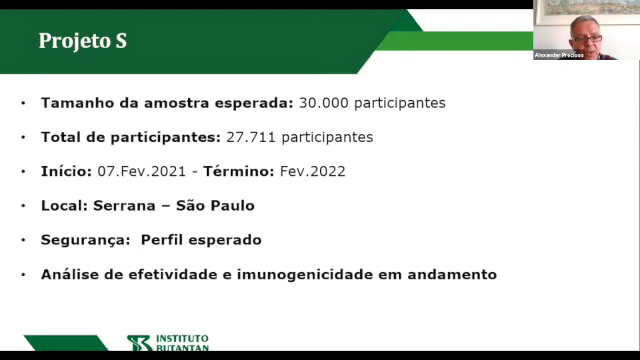 Projeto S
Alexander Precioso
• Tamanho da amostra esperada: 30.000 participantes
• Total de participantes: 27.711 participantes
• Início: 07.Fev.2021 - Término: Fev.2022
• Local: Serrana – São Paulo
• Segurança: Perfil esperado
• Análise de efetividade e imunogenicidade em andamento
INSTITUTO
BUTANTAN